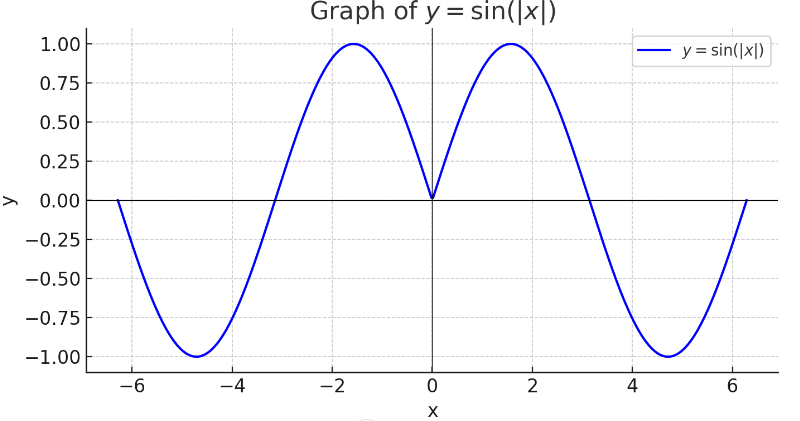 Graph of y = sin(|x|)
y = sin(|x|)
1.00
0.75
0.50
0.25
0.00
−0.25
−0.50
−0.75
−1.00
y
−6 −4 −2 0 2 4 6
x